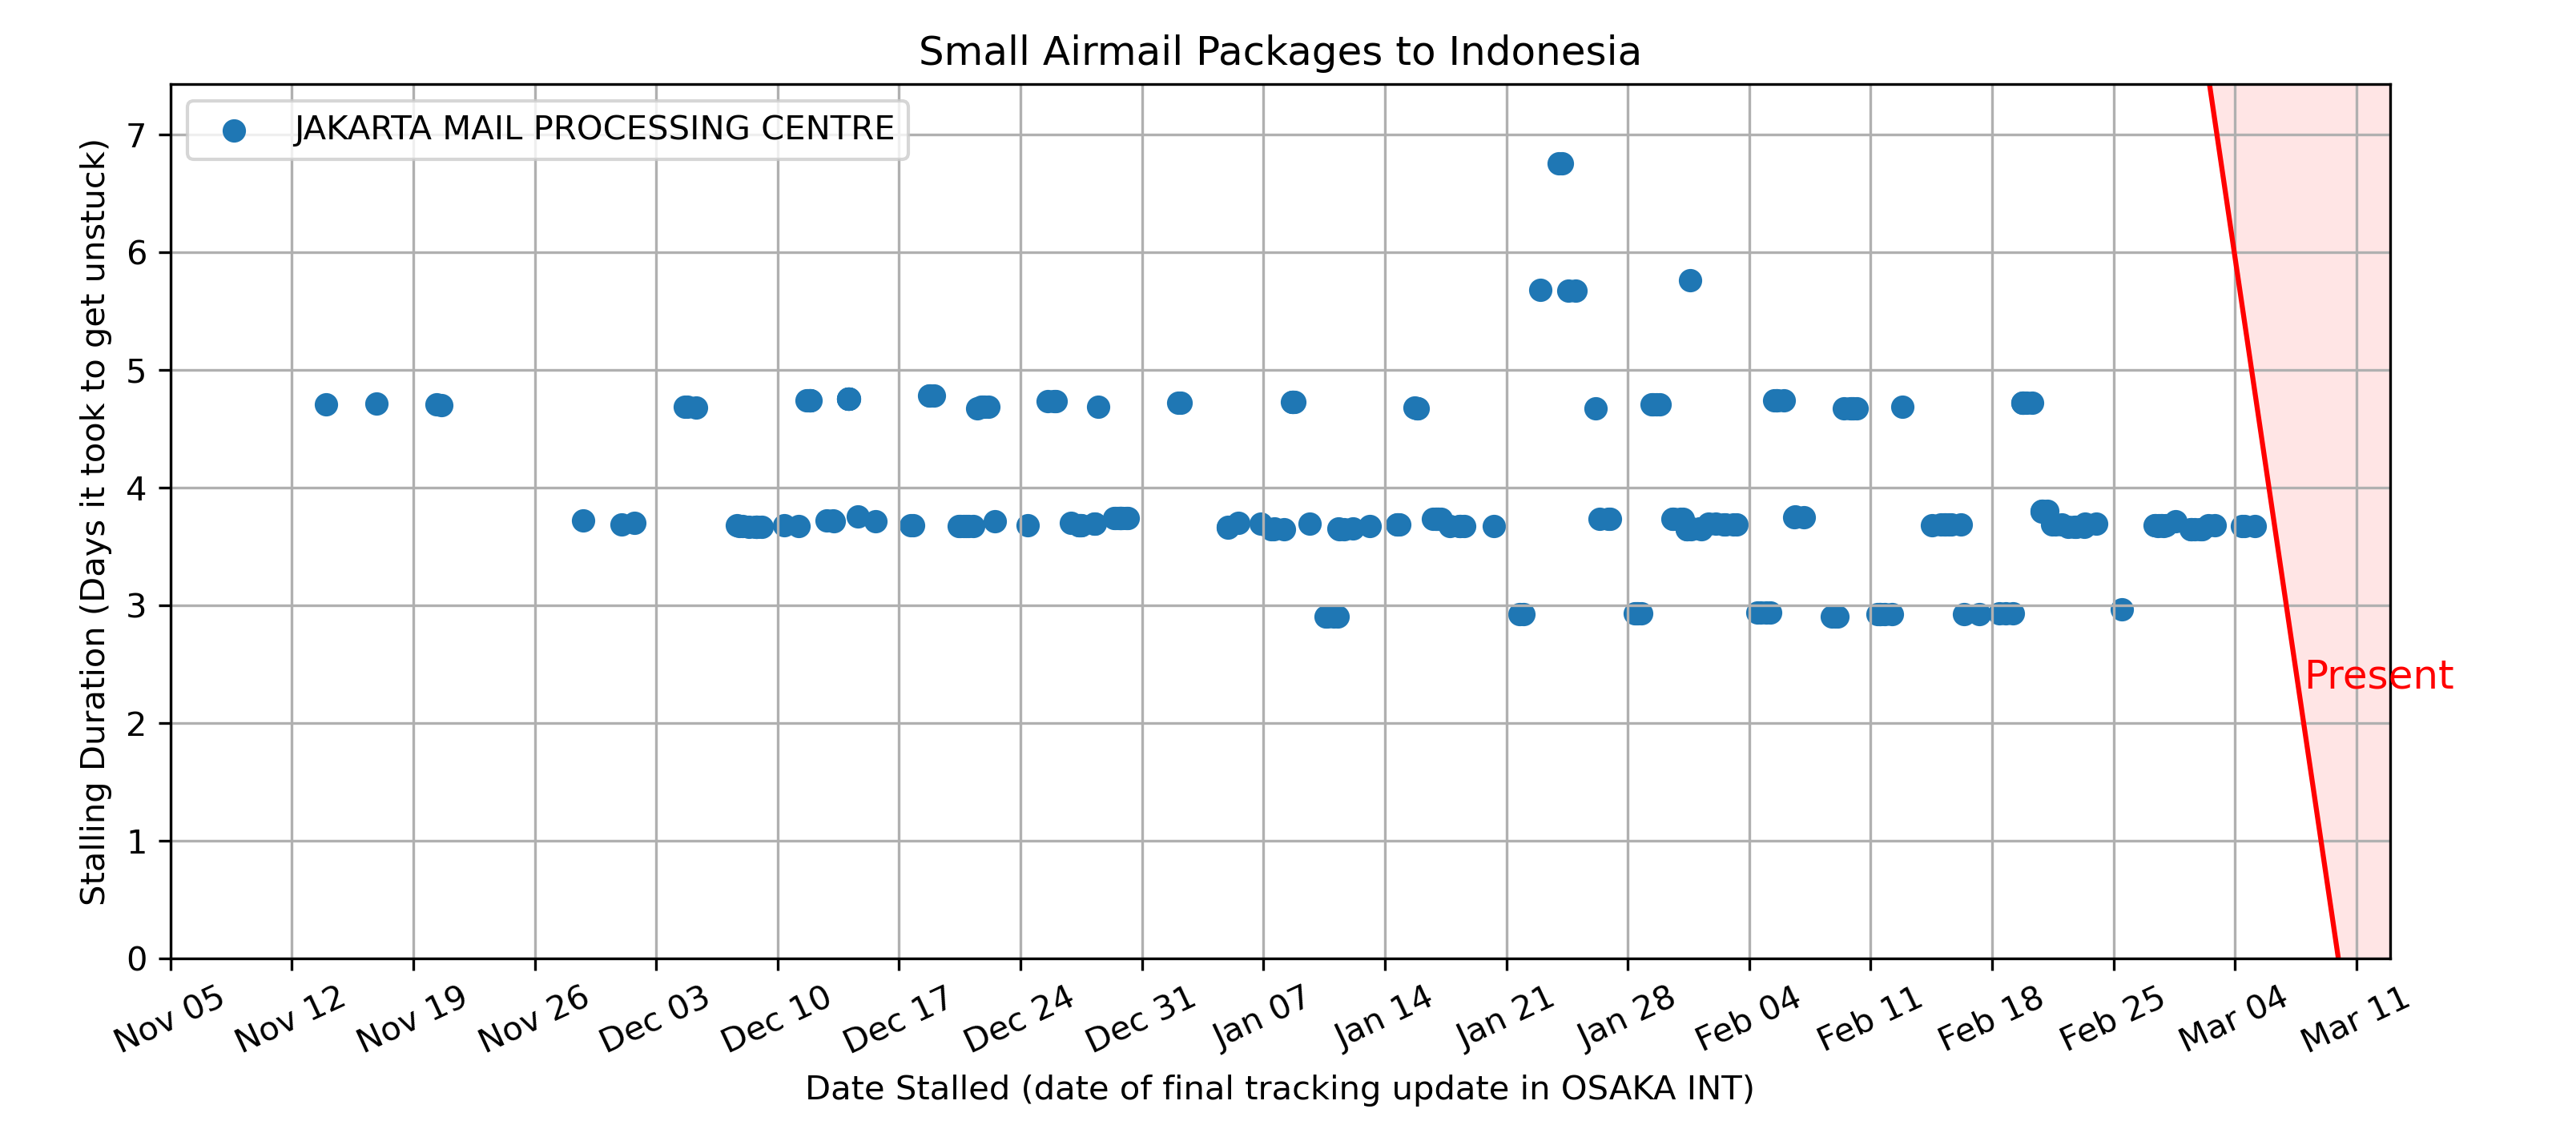 Small Airmail Packages to Indonesia
JAKARTA MAIL PROCESSING CENTRE
Stalling Duration (Days it took to get unstuck)
7
6
5
4
3
2
1
0
Present
Nov 05
Nov 12
Nov 19
Nov 26
Dec 03
Dec 10
Dec 17
Dec 24
Dec 31
Jan 07
Jan 14
Jan 21
Jan 28
Feb 04
Feb 11
Feb 18
Feb 25
Mar 04
Mar 11
Date Stalled (date of final tracking update in OSAKA INT)